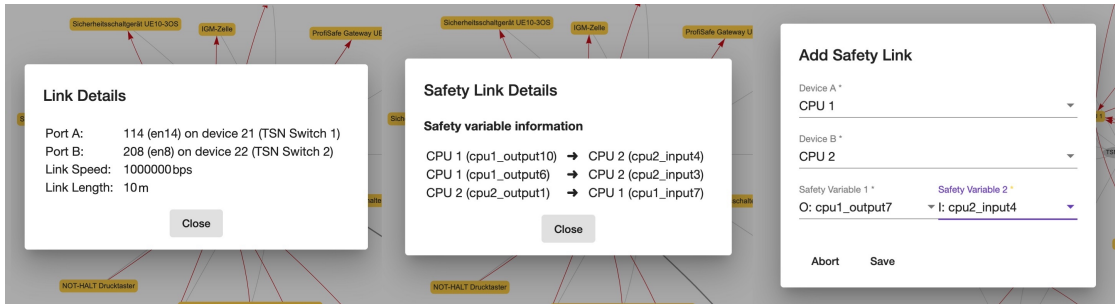 Sicherheitsschaltgerät UE10-3OS
IGM-Zelle
ProfiSafe Gateway UE
Link Details
Port A: 114 (en14) on device 21 (TSN Switch 1)
Port B: 208 (en8) on device 22 (TSN Switch 2)
Link Speed: 1000000bps
Link Length: 10m
Close
NOT-HALT Drucktaster
Sicherheitsschaltgerät UE10-3OS
IGM-Zelle
ProfiSafe Gateway U
Safety Link Details
Safety variable information
CPU 1 (cpu1_output10) ➔ CPU 2 (cpu2_input4)
CPU 1 (cpu1_output6) ➔ CPU 2 (cpu2_input3)
CPU 2 (cpu2_output1) ➔ CPU 1 (cpu1_input7)
Close
NOT-HALT Drucktaster
Add Safety Link
Device A *
CPU 1
Device B *
CPU 2
Safety Variable 1 * Safety Variable 2 *
O: cpu1_output7 I: cpu2_input4
Abort Save